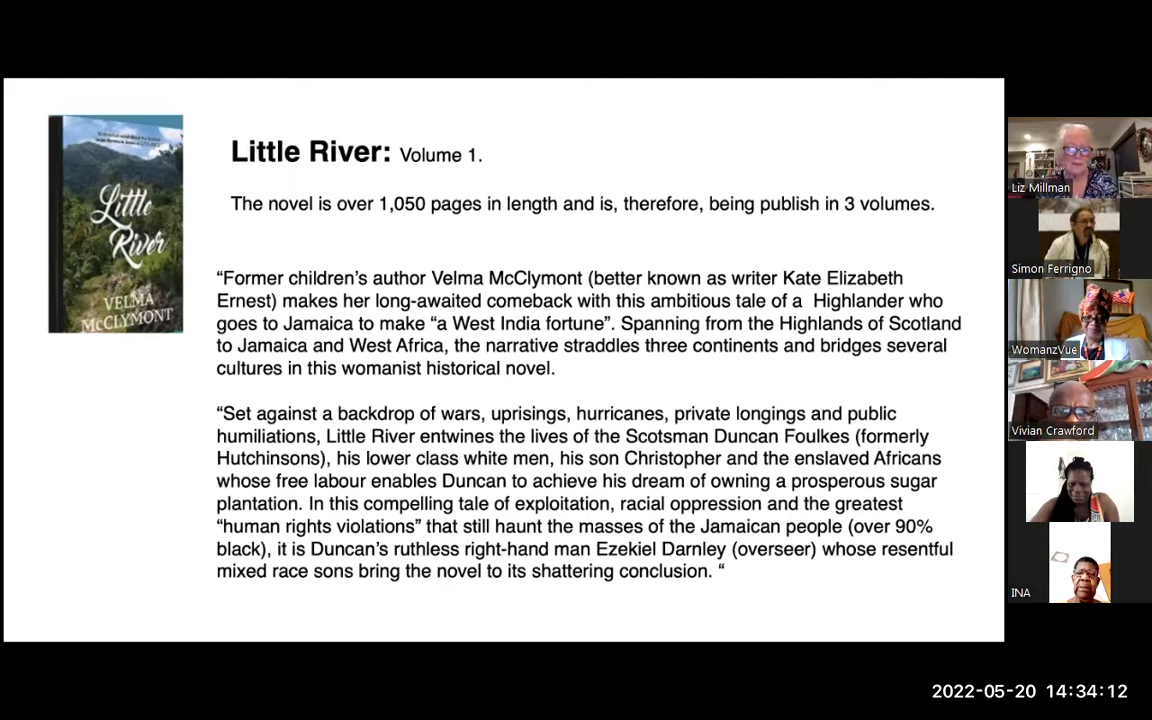 Little River: Volume 1.
The novel is over 1,050 pages in length and is, therefore, being publish in 3 volumes.
Little
River
VELMA
McCLYMONT
“Former children’s author Velma McClymont (better known as writer Kate Elizabeth
Ernest) makes her long-awaited comeback with this ambitious tale of a Highlander who
goes to Jamaica to make “a West India fortune”. Spanning from the Highlands of Scotland
to Jamaica and West Africa, the narrative straddles three continents and bridges several
cultures in this womanist historical novel.
“Set against a backdrop of wars, uprisings, hurricanes, private longings and public
humiliations, Little River entwines the lives of the Scotsman Duncan Foulkes (formerly
Hutchinsons), his lower class white men, his son Christopher and the enslaved Africans
whose free labour enables Duncan to achieve his dream of owning a prosperous sugar
plantation. In this compelling tale of exploitation, racial oppression and the greatest
“human rights violations” that still haunt the masses of the Jamaican people (over 90%
black), it is Duncan’s ruthless right-hand man Ezekiel Darnley (overseer) whose resentful
mixed race sons bring the novel to its shattering conclusion. “
Liz Millman
Simon Ferrigno
WomanzVue
Vivian Crawford
INA
2022-05-20 14:34:12